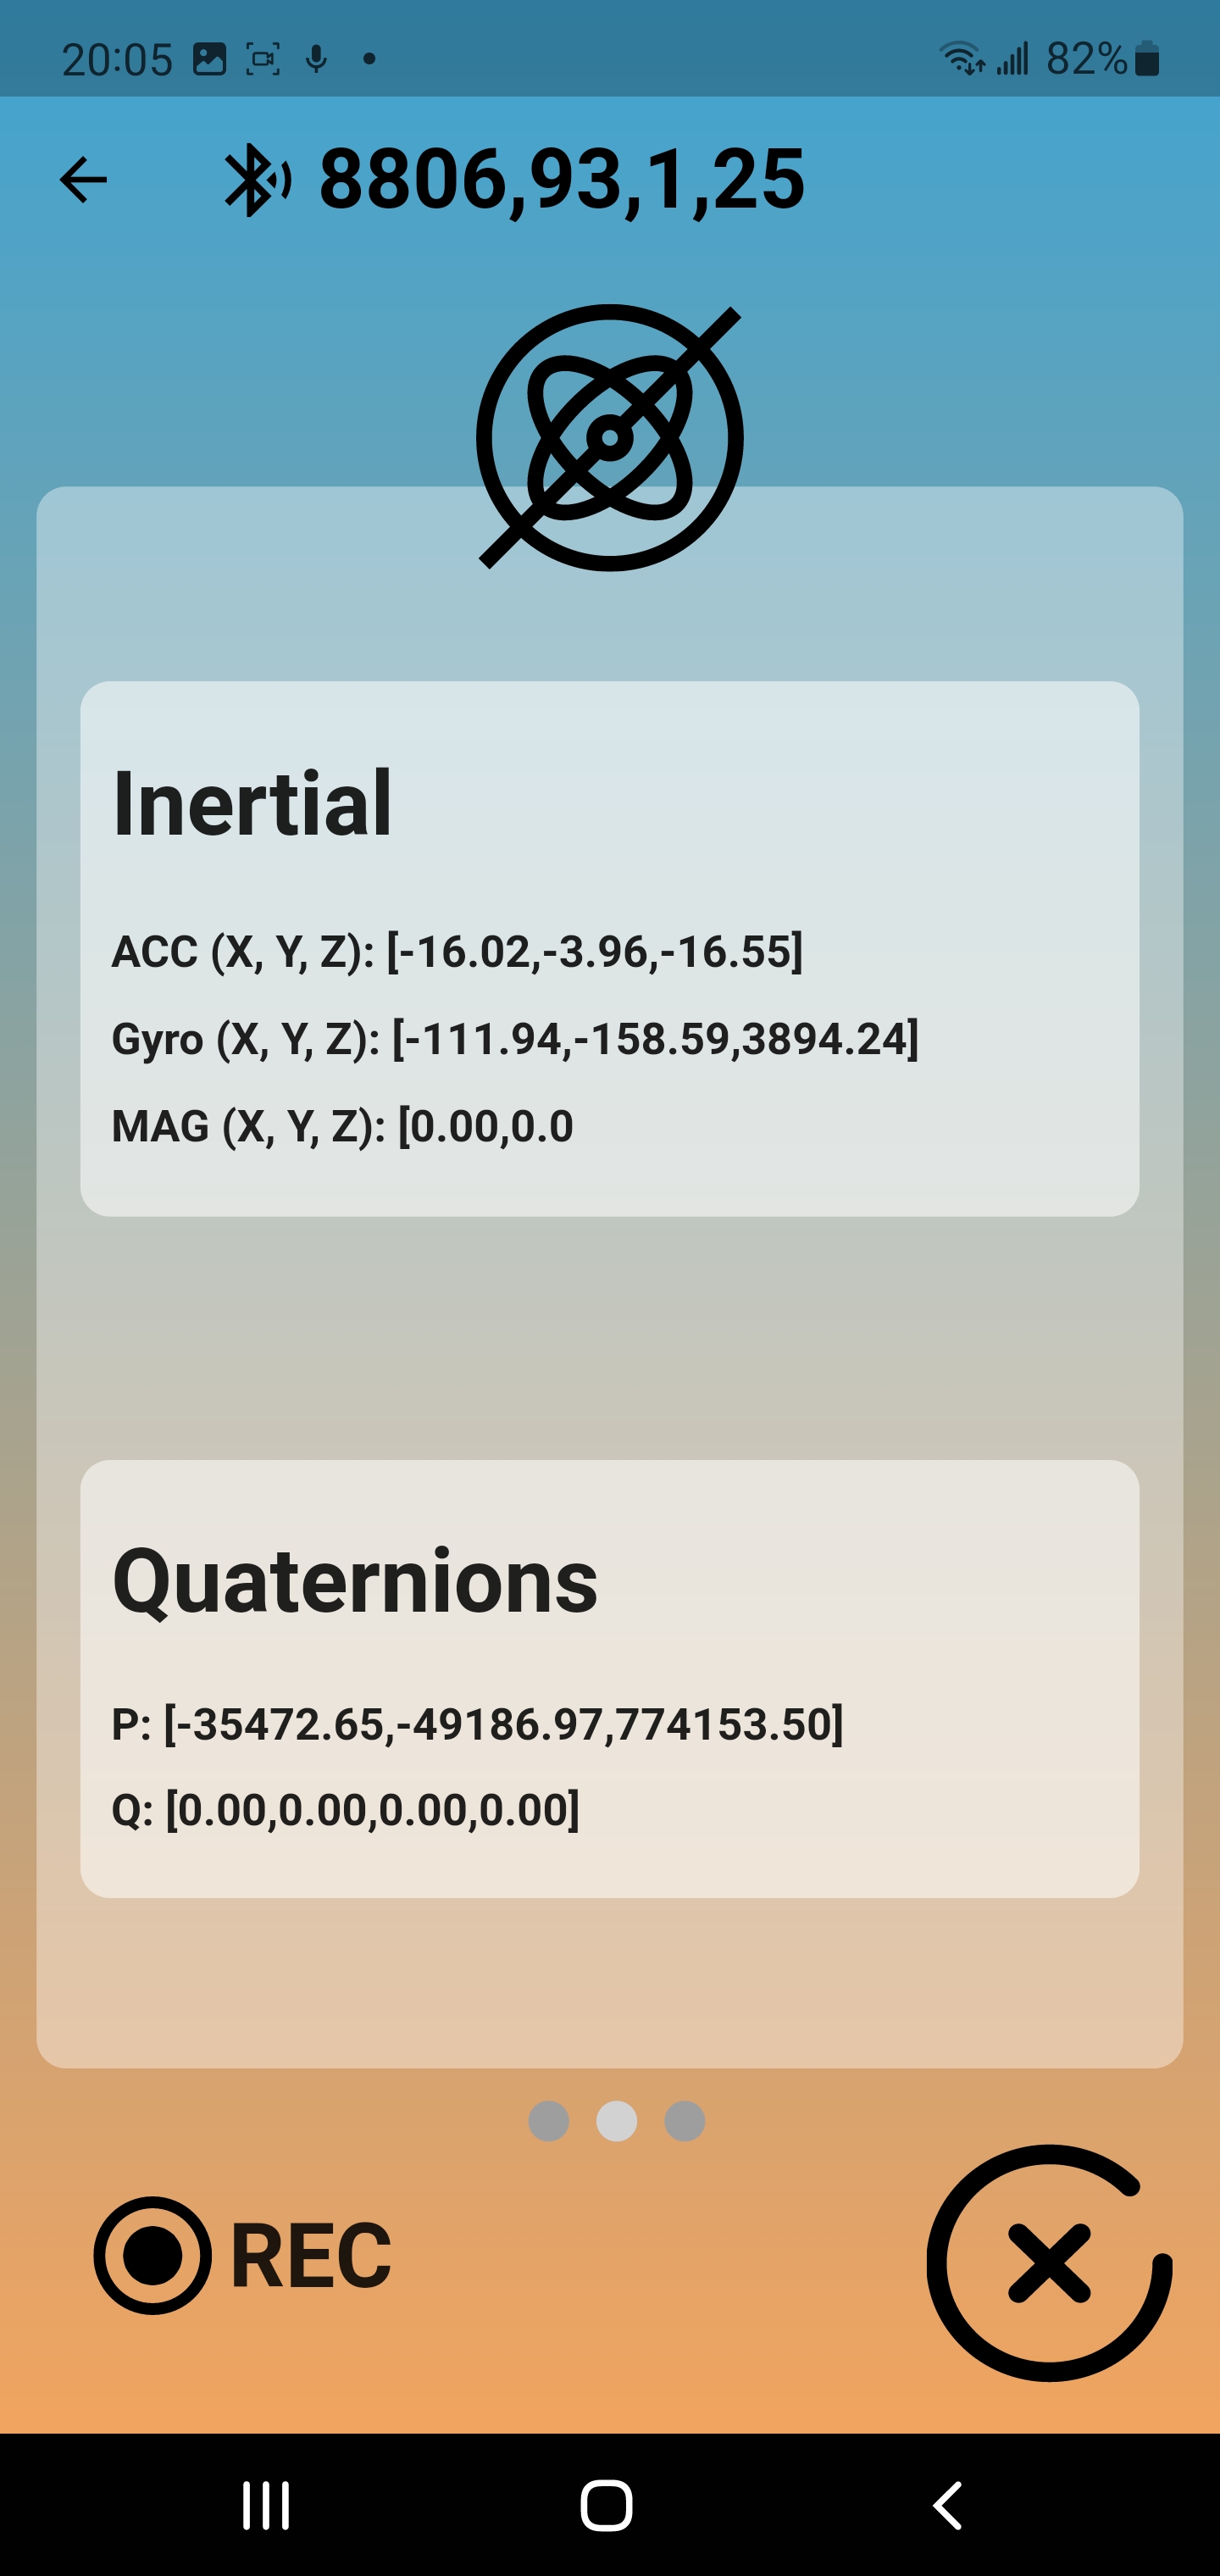 20:05
82%
8806,93,1,25
Inertial
ACC (X, Y, Z): [-16.02,-3.96,-16.55]
Gyro (X, Y, Z): [-111.94,-158.59,3894.24]
MAG (X, Y, Z): [0.00,0.0
Quaternions
P: [-35472.65,-49186.97,774153.50]
Q: [0.00,0.00,0.00,0.00]
REC